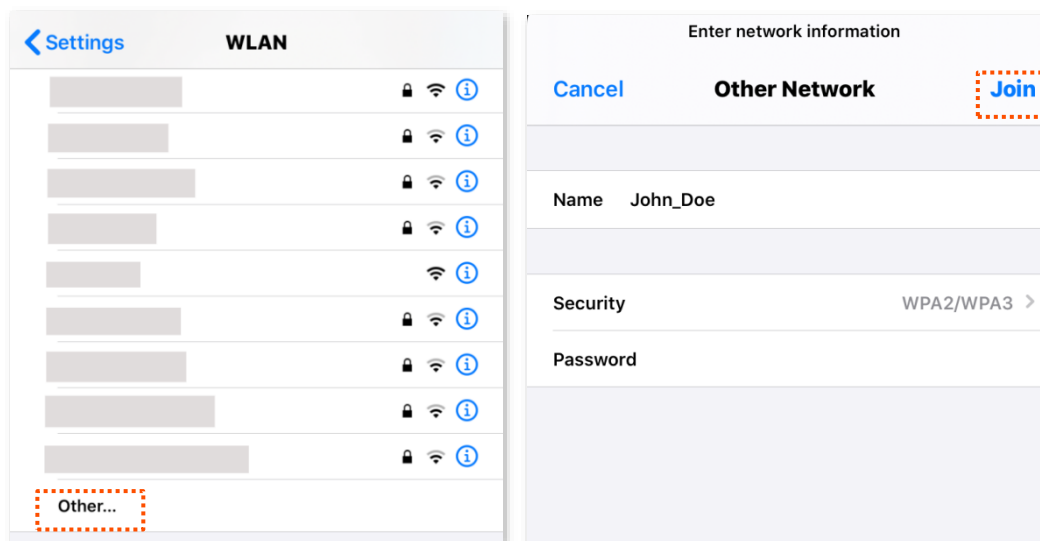 Settings
WLAN
Other...
Enter network information
Cancel
Other Network
Join
Name John_Doe
Security WPA2/WPA3
Password